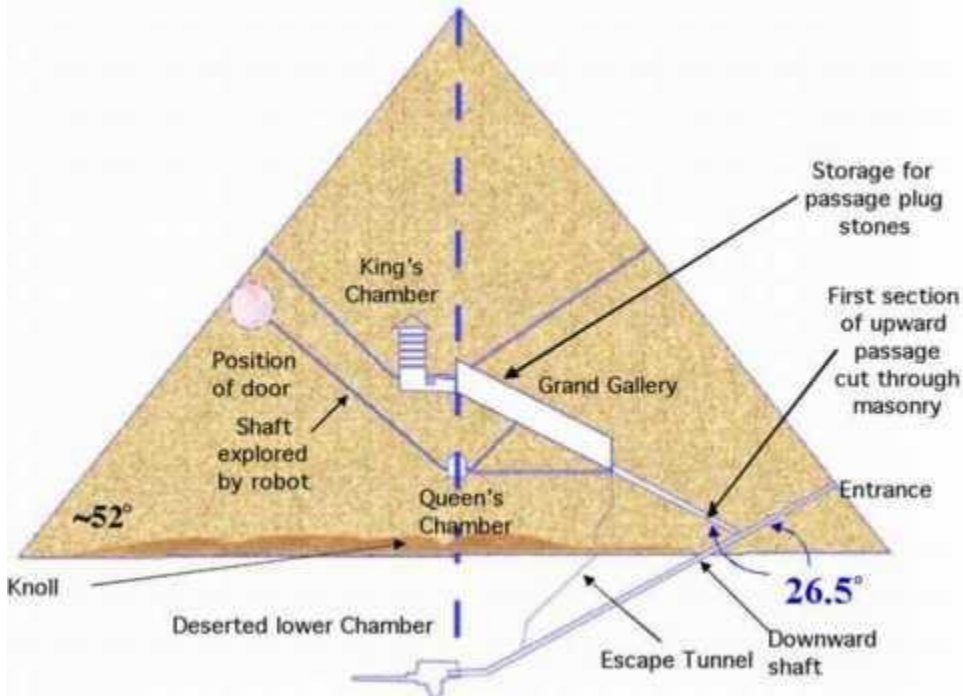 Storage for
passage plug
stones
King's
Chamber
First section
of upward
passage
cut through
masonry
Position
of door
Grand Gallery
Shaft
explored
by robot
Queen's
Chamber
Entrance
~52°
Knoll
26.5°
Deserted lower Chamber
Escape Tunnel
Downward
shaft